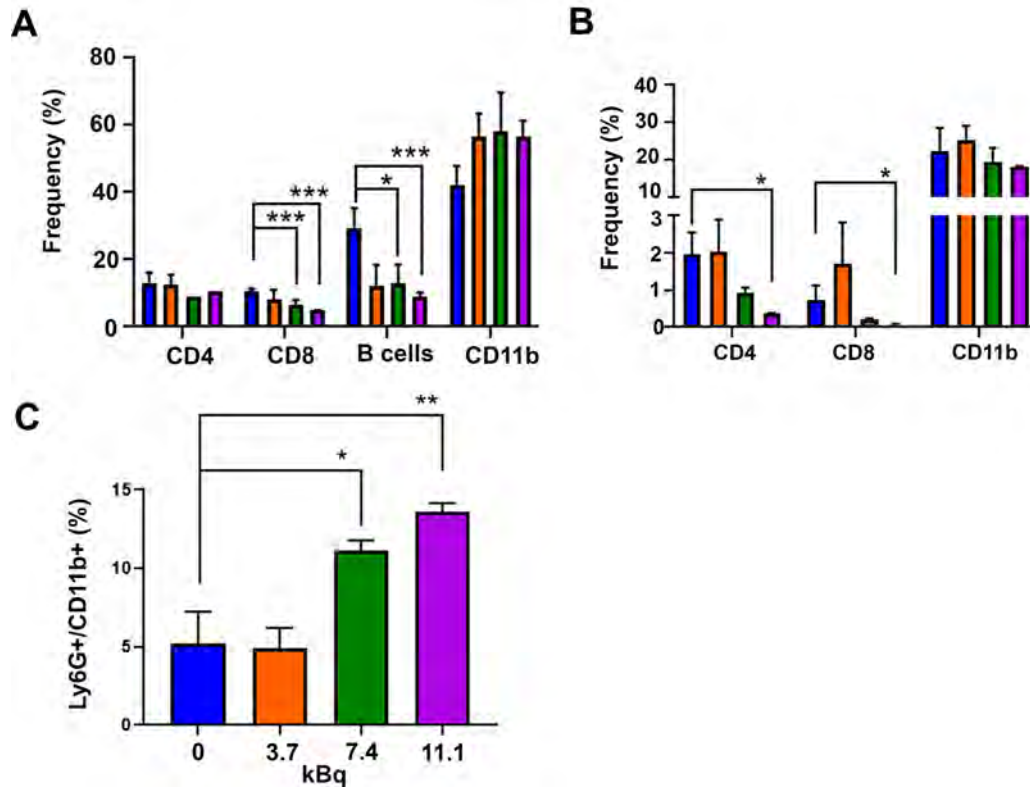 A
Frequency (%)
80
60
40
20
0
***
***
***
*
CD4 CD8 B cells CD11b
B
Frequency (%)
40
30
20
10
3
2
1
0
*
*
CD4 CD8 CD11b
C
Ly6G+/CD11b+ (%)
15
10
5
0
**
*
0 3.7 7.4 11.1
kBq